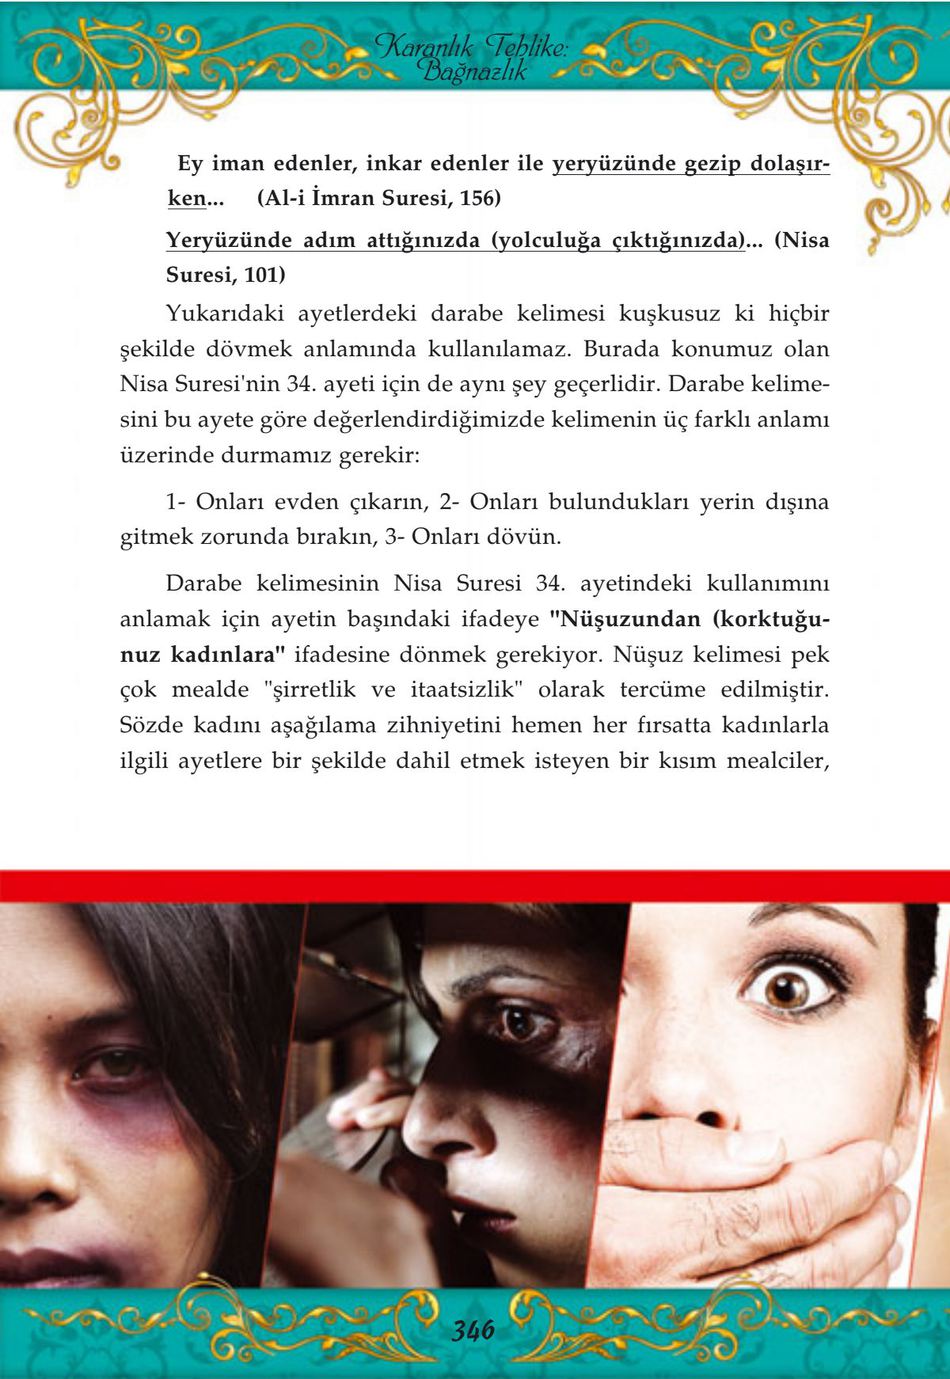 Karanlık Tehlike:
Bağnazlık
Ey iman edenler, inkar edenler ile yeryüzünde gezip dolaşır-
ken... (Al-i İmran Suresi, 156)
Yeryüzünde adım attığınızda (yolculuğa çıktığınızda)... (Nisa
Suresi, 101)
Yukarıdaki ayetlerdeki darabe kelimesi kuşkusuz ki hiçbir
şekilde dövmek anlamında kullanılamaz. Burada konumuz olan
Nisa Suresi'nin 34. ayeti için de aynı şey geçerlidir. Darabe kelime-
sini bu ayete göre değerlendirdiğimizde kelimenin üç farklı anlamı
üzerinde durmamız gerekir:
1- Onları evden çıkarın, 2- Onları bulundukları yerin dışına
gitmek zorunda bırakın, 3- Onları dövün.
Darabe kelimesinin Nisa Suresi 34. ayetindeki kullanımını
anlamak için ayetin başındaki ifadeye "Nüşuzundan (korktuğu-
nuz kadınlara" ifadesine dönmek gerekiyor. Nüşuz kelimesi pek
çok mealde "şirretlik ve itaatsizlik" olarak tercüme edilmiştir.
Sözde kadını aşağılama zihniyetini hemen her fırsatta kadınlarla
ilgili ayetlere bir şekilde dahil etmek isteyen bir kısım mealciler,
346